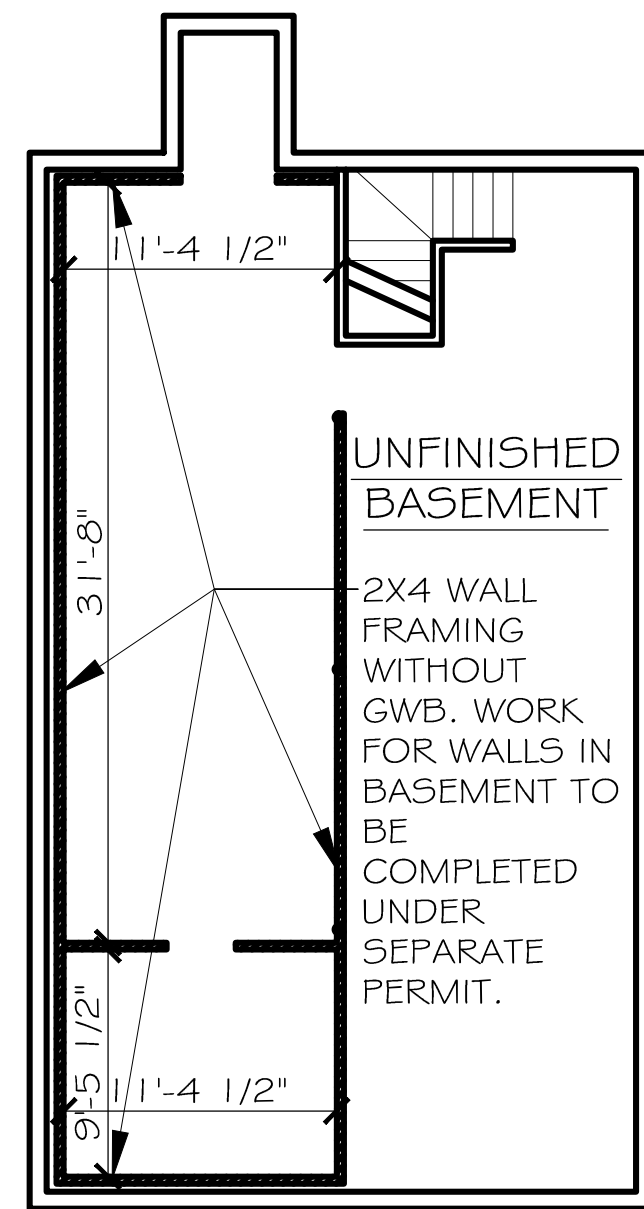 11'-4 1/2"
UNFINISHED
BASEMENT
31'-8"
2X4 WALL
FRAMING
WITHOUT
GWB. WORK
FOR WALLS IN
BASEMENT TO
BE
COMPLETED
UNDER
SEPARATE
PERMIT.
9'-5 1/2"
11'-4 1/2"